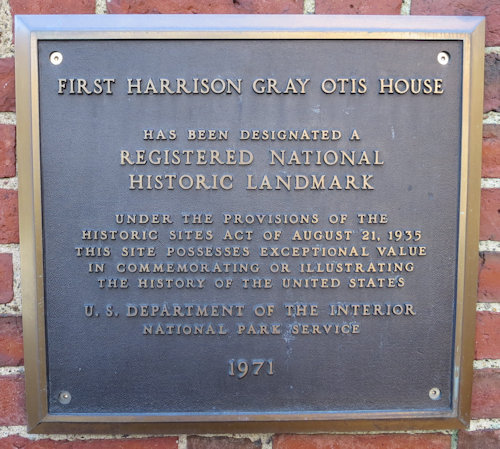 FIRST HARRISON GRAY OTIS HOUSE
HAS BEEN DESIGNATED A
REGISTERED NATIONAL
HISTORIC LANDMARK
UNDER THE PROVISIONS OF THE
HISTORIC SITES ACT OF AUGUST 21, 1935
THIS SITE POSSESSES EXCEPTIONAL VALUE
IN COMMEMORATING OR ILLUSTRATING
THE HISTORY OF THE UNITED STATES
U. S. DEPARTMENT OF THE INTERIOR
NATIONAL PARK SERVICE
1971